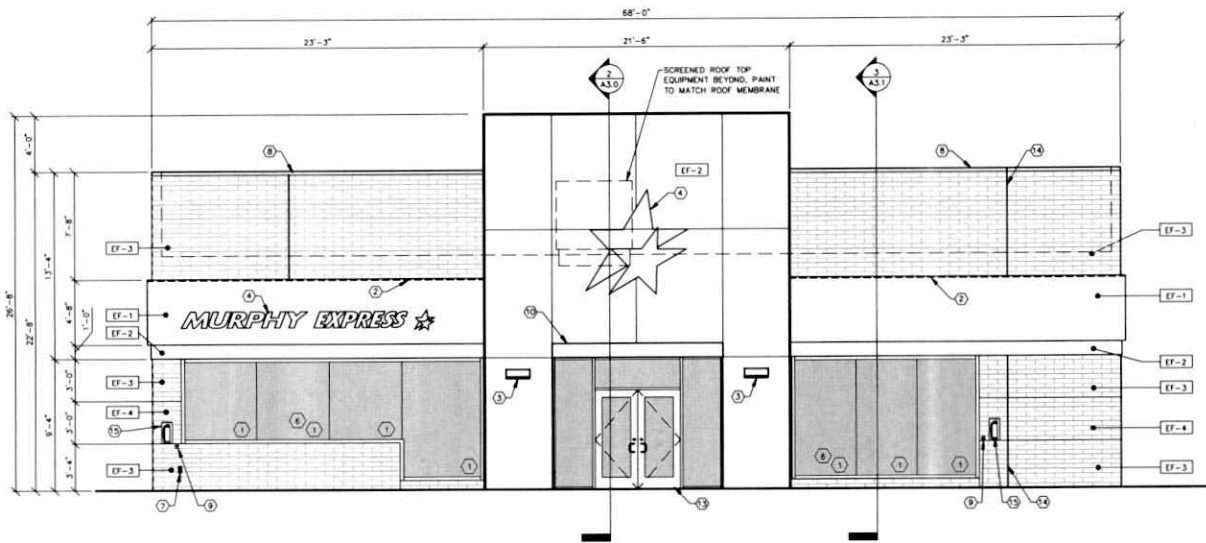 68'-0"
23'-3"
21'-6"
23'-3"
2
A3.0
SCREENED ROOF TOP
EQUIPMENT BEYOND, PAINT
TO MATCH ROOF MEMBRANE
3
A3.1
4'-0"
8
8
14
EF-2
4
7'-8"
EF-3
EF-3
26'-8"
22'-8"
13'-4"
2
2
4
EF-1
MURPHY EXPRESS
EF-1
4'-8"
1'-0"
10
EF-2
EF-2
3
3
EF-3
EF-3
3'-0"
EF-4
EF-4
15
9'-4"
3'-0"
6
1
1
1
1
6
1
1
1
EF-3
EF-3
3'-4"
7
9
13
9
15
14